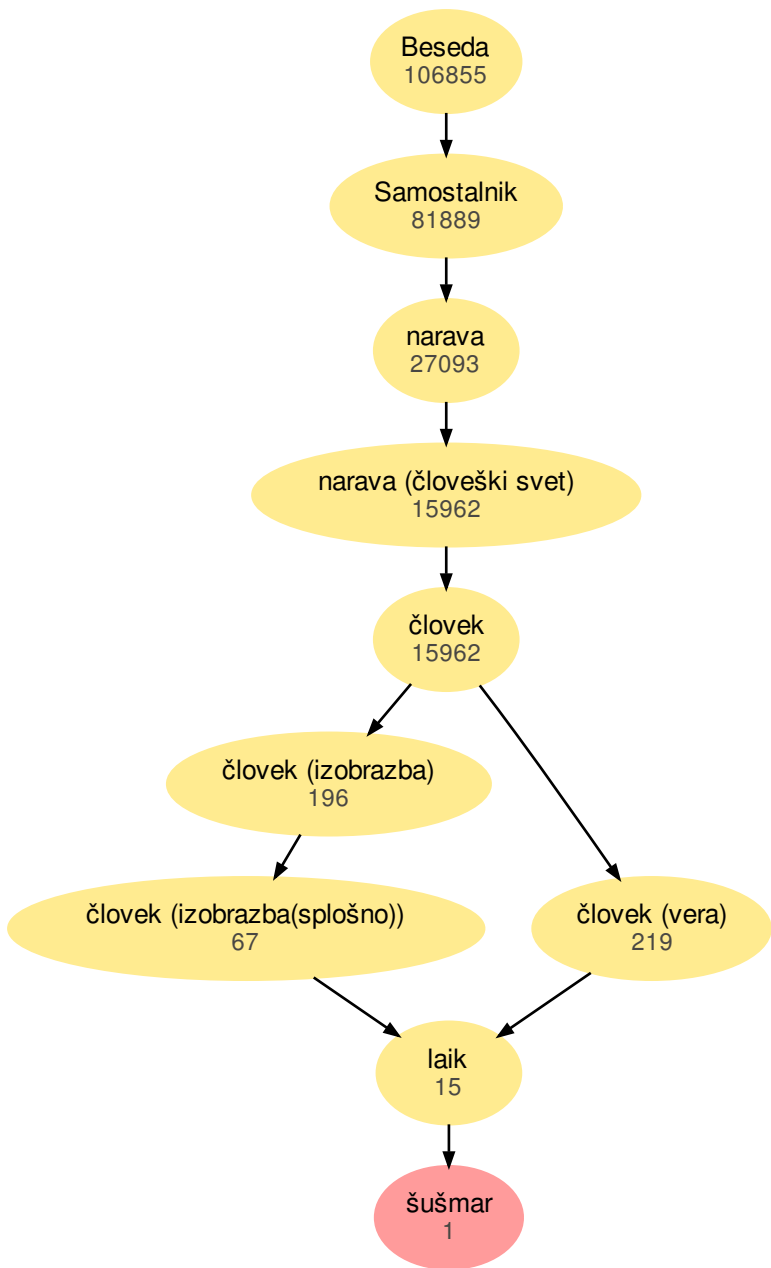 Beseda
106855
Samostalnik
81889
narava
27093
narava (človeški svet)
15962
človek
15962
človek (izobrazba)
196
človek (izobrazba(splošno))
67
človek (vera)
219
laik
15
šušmar
1